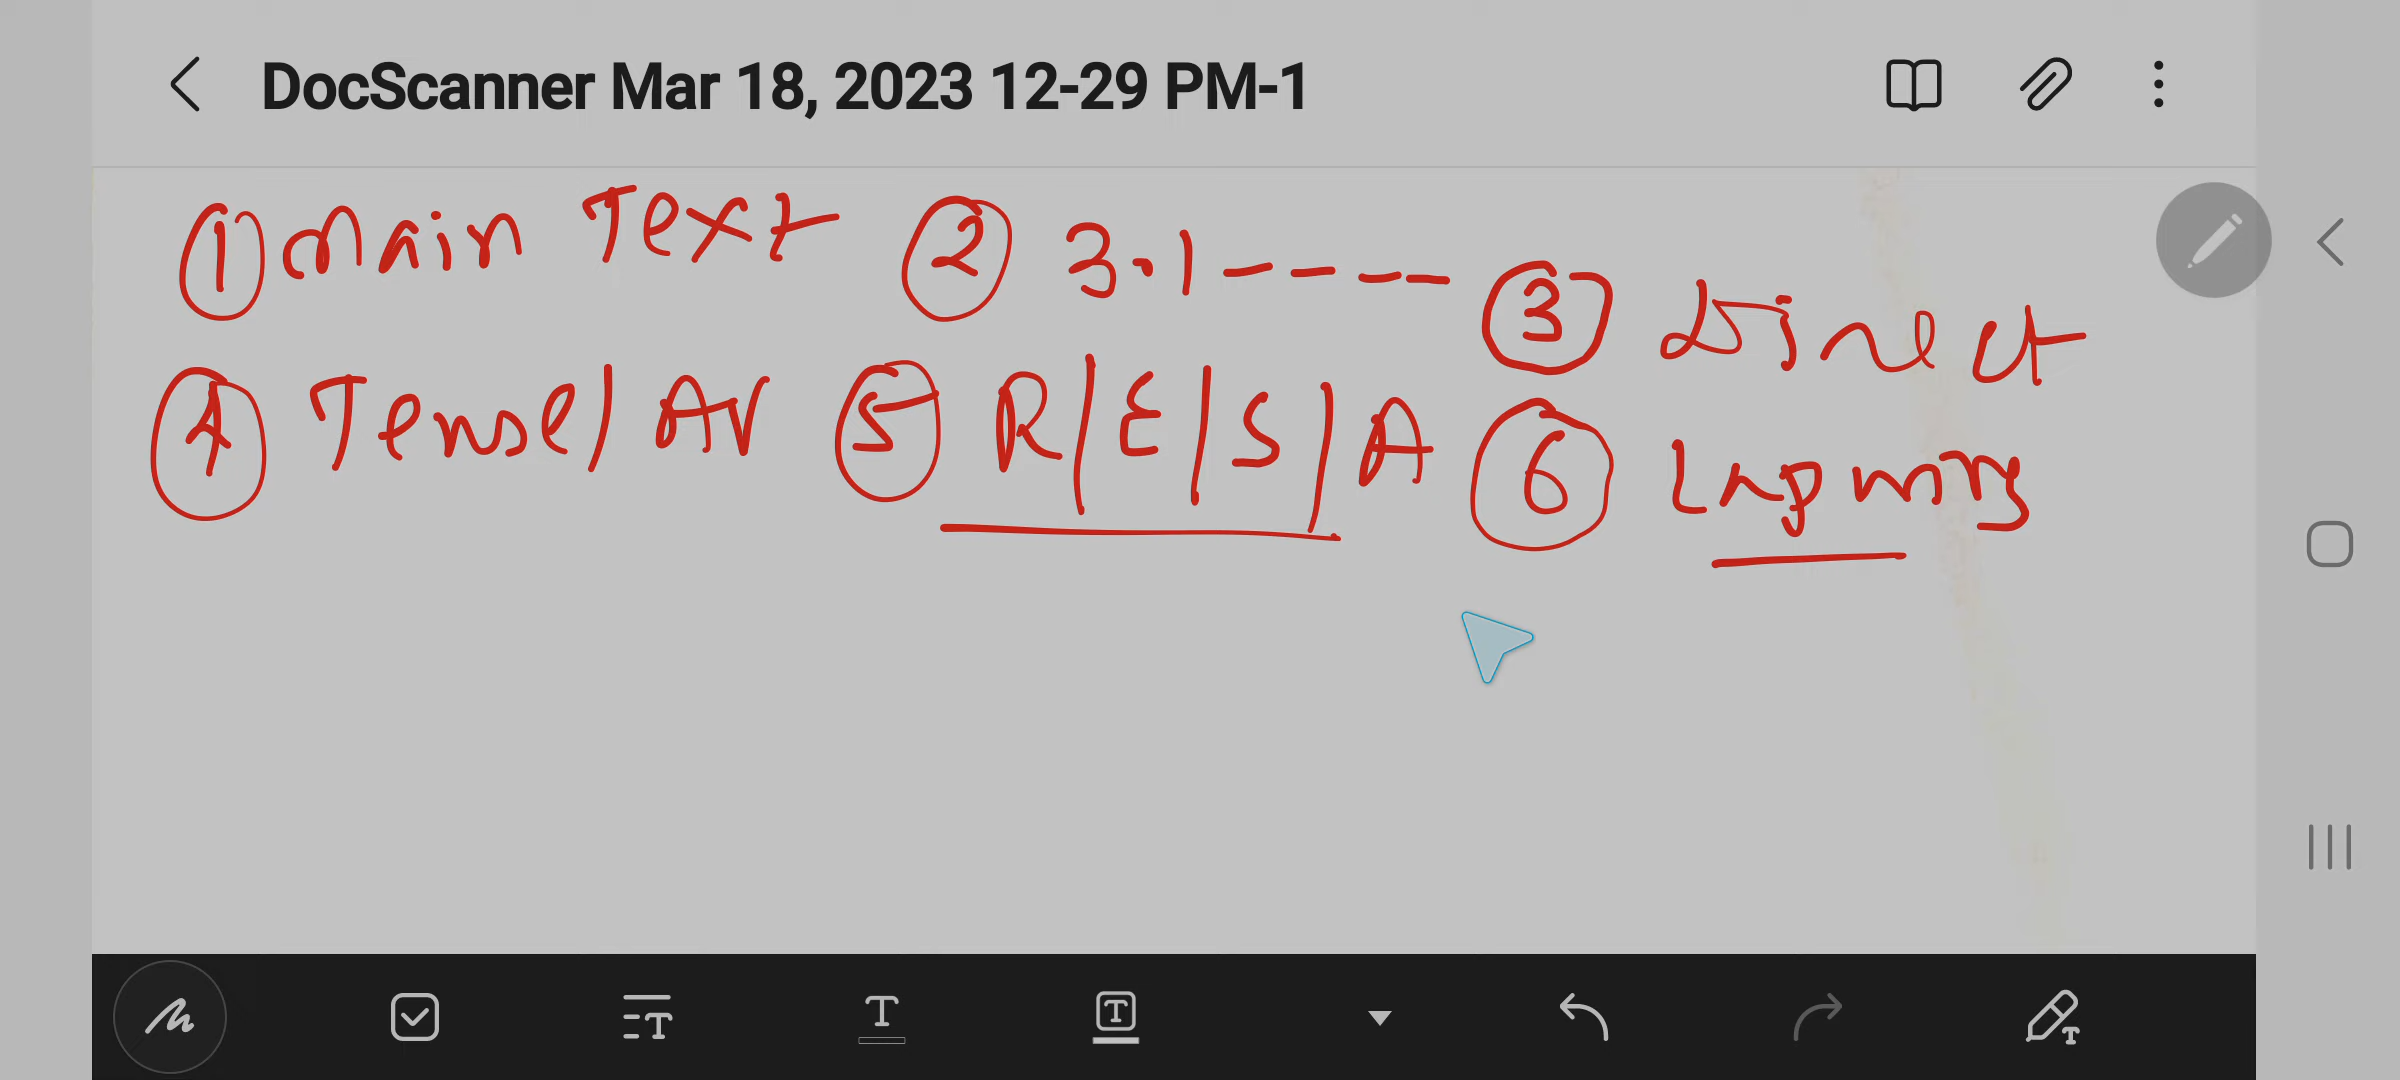 DocScanner Mar 18, 2023 12-29 PM-1
① Main Text ② 3.1----- ③ Direct
④ Tense/AV ⑤ R/E/S/A ⑥